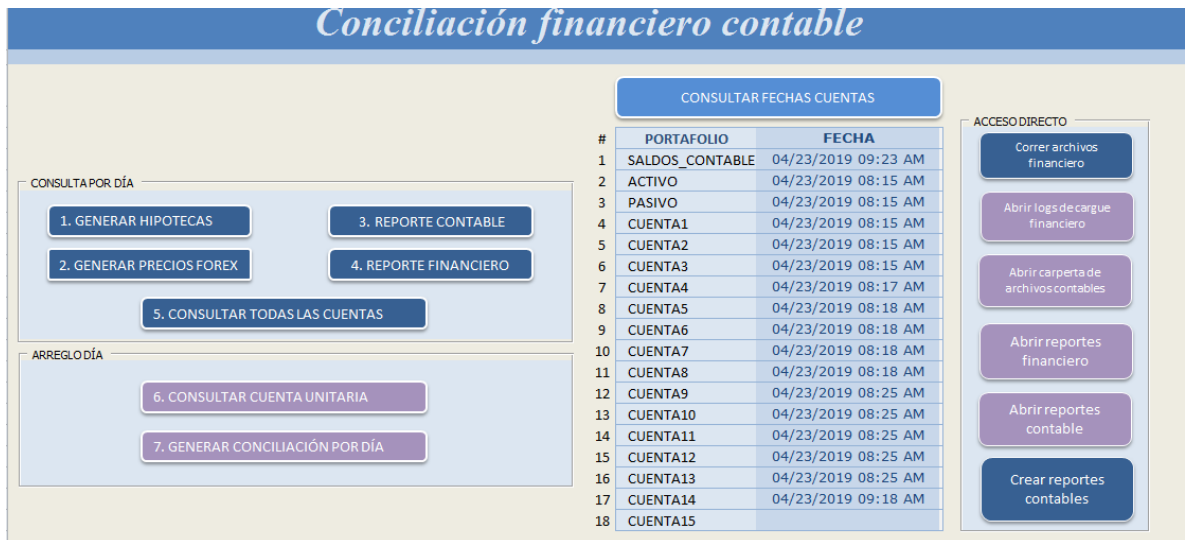 Conciliación financiero contable
CONSULTA POR DÍA
1. GENERAR HIPOTECAS
3. REPORTE CONTABLE
2. GENERAR PRECIOS FOREX
4. REPORTE FINANCIERO
5. CONSULTAR TODAS LAS CUENTAS
ARREGLO DÍA
6. CONSULTAR CUENTA UNITARIA
7. GENERAR CONCILIACIÓN POR DÍA
CONSULTAR FECHAS CUENTAS
# PORTAFOLIO FECHA
1 SALDOS_CONTABLE 04/23/2019 09:23 AM
2 ACTIVO 04/23/2019 08:15 AM
3 PASIVO 04/23/2019 08:15 AM
4 CUENTA1 04/23/2019 08:15 AM
5 CUENTA2 04/23/2019 08:15 AM
6 CUENTA3 04/23/2019 08:15 AM
7 CUENTA4 04/23/2019 08:17 AM
8 CUENTA5 04/23/2019 08:18 AM
9 CUENTA6 04/23/2019 08:18 AM
10 CUENTA7 04/23/2019 08:18 AM
11 CUENTA8 04/23/2019 08:18 AM
12 CUENTA9 04/23/2019 08:25 AM
13 CUENTA10 04/23/2019 08:25 AM
14 CUENTA11 04/23/2019 08:25 AM
15 CUENTA12 04/23/2019 08:25 AM
16 CUENTA13 04/23/2019 08:25 AM
17 CUENTA14 04/23/2019 09:18 AM
18 CUENTA15
ACCESO DIRECTO
Correr archivos
financiero
Abrir logs de cargue
financiero
Abrir carperta de
archivos contables
Abrir reportes
financiero
Abrir reportes
contable
Crear reportes
contables